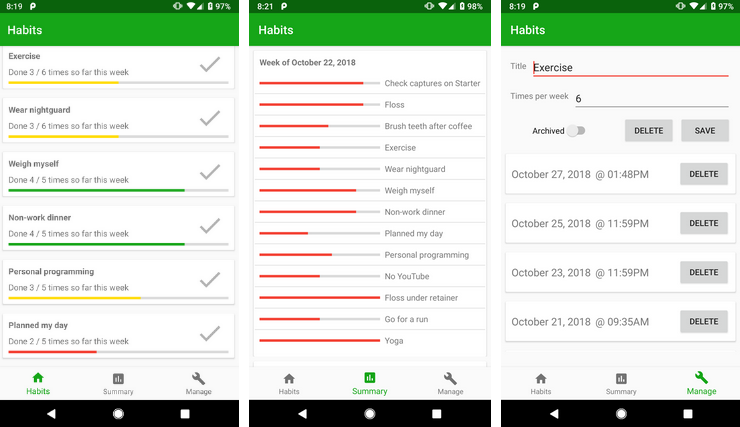 8:19
97%
Habits
Exercise
Done 3 / 6 times so far this week
Wear nightguard
Done 3 / 6 times so far this week
Weigh myself
Done 4 / 5 times so far this week
Non-work dinner
Done 4 / 5 times so far this week
Personal programming
Done 3 / 5 times so far this week
Planned my day
Done 2 / 5 times so far this week
Habits
Summary
Manage
8:21
98%
Habits
Week of October 22, 2018
Check captures on Starter
Floss
Brush teeth after coffee
Exercise
Wear nightguard
Weigh myself
Non-work dinner
Planned my day
Personal programming
No YouTube
Floss under retainer
Go for a run
Yoga
Habits
Summary
Manage
8:19
97%
Habits
Title
Exercise
Times per week
6
Archived
DELETE
SAVE
October 27, 2018 @ 01:48PM
DELETE
October 25, 2018 @ 11:59PM
DELETE
October 23, 2018 @ 11:59PM
DELETE
October 21, 2018 @ 09:35AM
DELETE
Habits
Summary
Manage